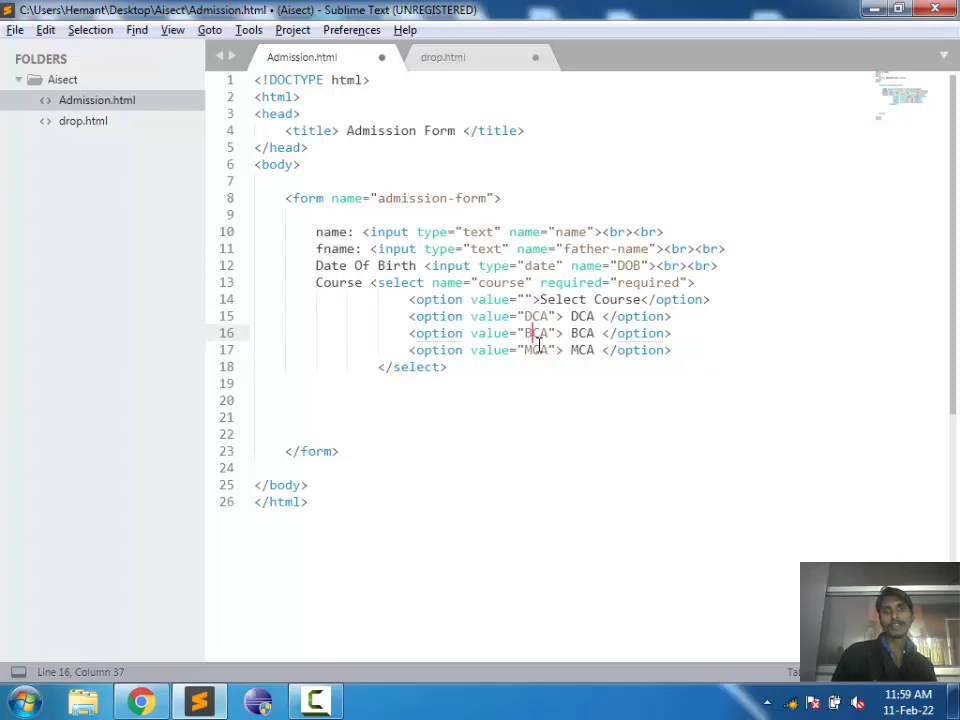 C:\Users\Hemant\Desktop\Aisect\Admission.html • (Aisect) - Sublime Text (UNREGISTERED)
File Edit Selection Find View Goto Tools Project Preferences Help
FOLDERS
Aisect
Admission.html
drop.html
Admission.html
drop.html
1 <!DOCTYPE html>
2 <html>
3 <head>
4 <title> Admission Form </title>
5 </head>
6 <body>
7
8 <form name="admission-form">
9
10 name: <input type="text" name="name"><br><br>
11 fname: <input type="text" name="father-name"><br><br>
12 Date Of Birth <input type="date" name="DOB"><br><br>
13 Course <select name="course" required="required">
14 <option value="">Select Course</option>
15 <option value="DCA"> DCA </option>
16 <option value="BCA"> BCA </option>
17 <option value="MCA"> MCA </option>
18 </select>
19
20
21
22
23 </form>
24
25 </body>
26 </html>
Line 16, Column 37
11:59 AM
11-Feb-22